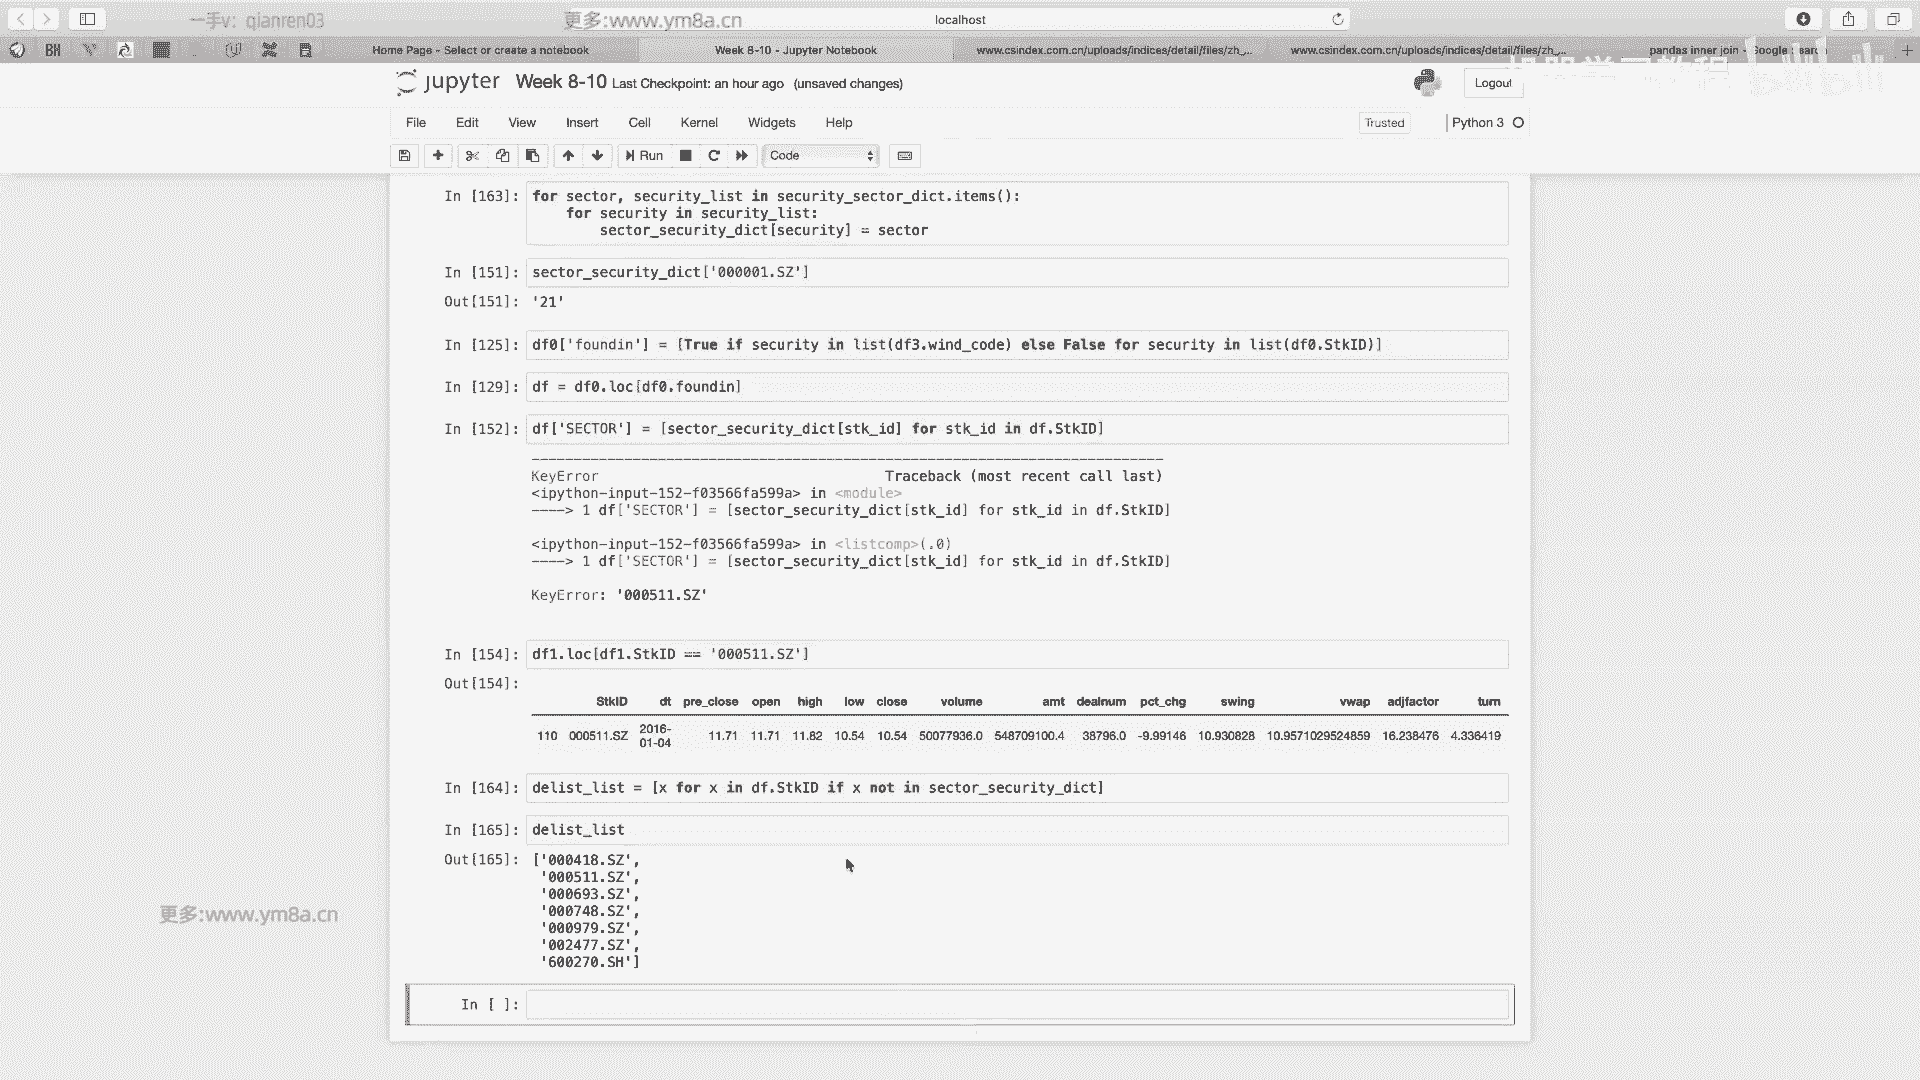 一手v: qianren03
更多:www.ym8a.cn
localhost
Home Page - Select or create a notebook
Week 8-10 - Jupyter Notebook
www.csindex.com.cn/uploads/indices/detail/files/zh_...
www.csindex.com.cn/uploads/indices/detail/files/zh_...
pandas inner join - Google
jupyter Week 8-10 Last Checkpoint: an hour ago (unsaved changes)
Logout
File Edit View Insert Cell Kernel Widgets Help
Trusted
Python 3
Run
Code
In [163]: for sector, security_list in security_sector_dict.items():
for security in security_list:
sector_security_dict[security] = sector
In [151]: sector_security_dict['000001.SZ']
Out[151]: '21'
In [125]: df0['foundin'] = [True if security in list(df3.wind_code) else False for security in list(df0.StkID)]
In [129]: df = df0.loc[df0.foundin]
In [152]: df['SECTOR'] = [sector_security_dict[stk_id] for stk_id in df.StkID]
KeyError Traceback (most recent call last)
<ipython-input-152-f03566fa599a> in <module>
----> 1 df['SECTOR'] = [sector_security_dict[stk_id] for stk_id in df.StkID]
<ipython-input-152-f03566fa599a> in <listcomp>(.0)
----> 1 df['SECTOR'] = [sector_security_dict[stk_id] for stk_id in df.StkID]
KeyError: '000511.SZ'
In [154]: df1.loc[df1.StkID == '000511.SZ']
Out[154]:
StkID dt pre_close open high low close volume amt dealnum pct_chg swing vwap adjfactor turn
110 000511.SZ 2016-01-04 11.71 11.71 11.82 10.54 10.54 50077936.0 548709100.4 38796.0 -9.99146 10.930828 10.9571029524859 16.238476 4.336419
In [164]: delist_list = [x for x in df.StkID if x not in sector_security_dict]
In [165]: delist_list
Out[165]: ['000418.SZ',
'000511.SZ',
'000693.SZ',
'000748.SZ',
'000979.SZ',
'002477.SZ',
'600270.SH']
更多:www.ym8a.cn
In [ ]: